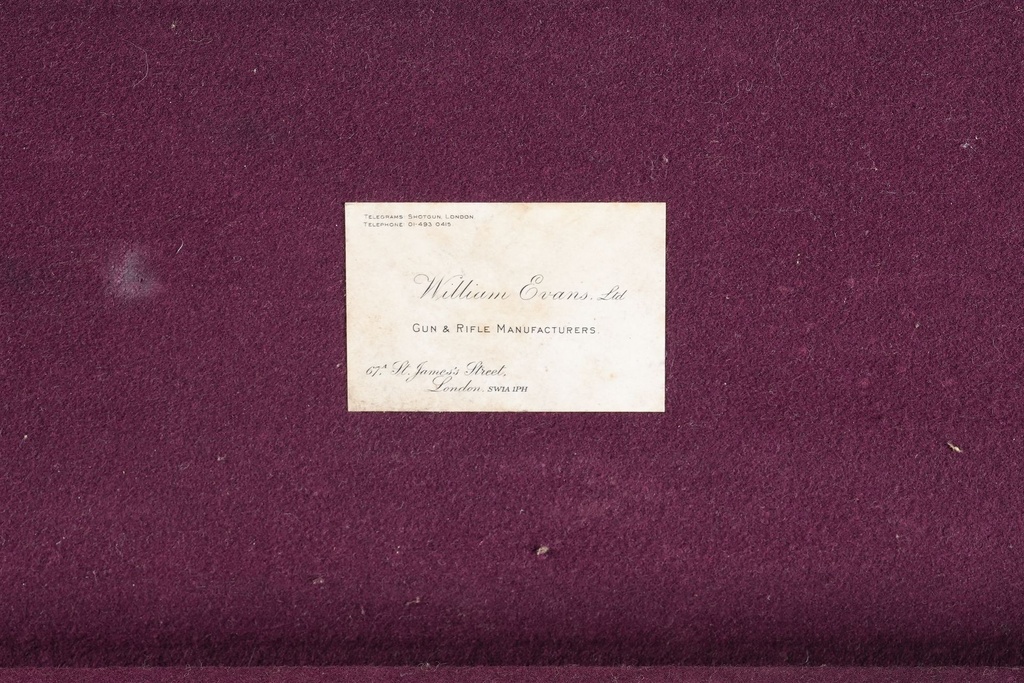 TELEGRAMS: SHOTGUN, LONDON
TELEPHONE: 01-493 0415
William Evans, Ltd
GUN & RIFLE MANUFACTURERS.
67A St. James's Street,
London. SW1A 1PH